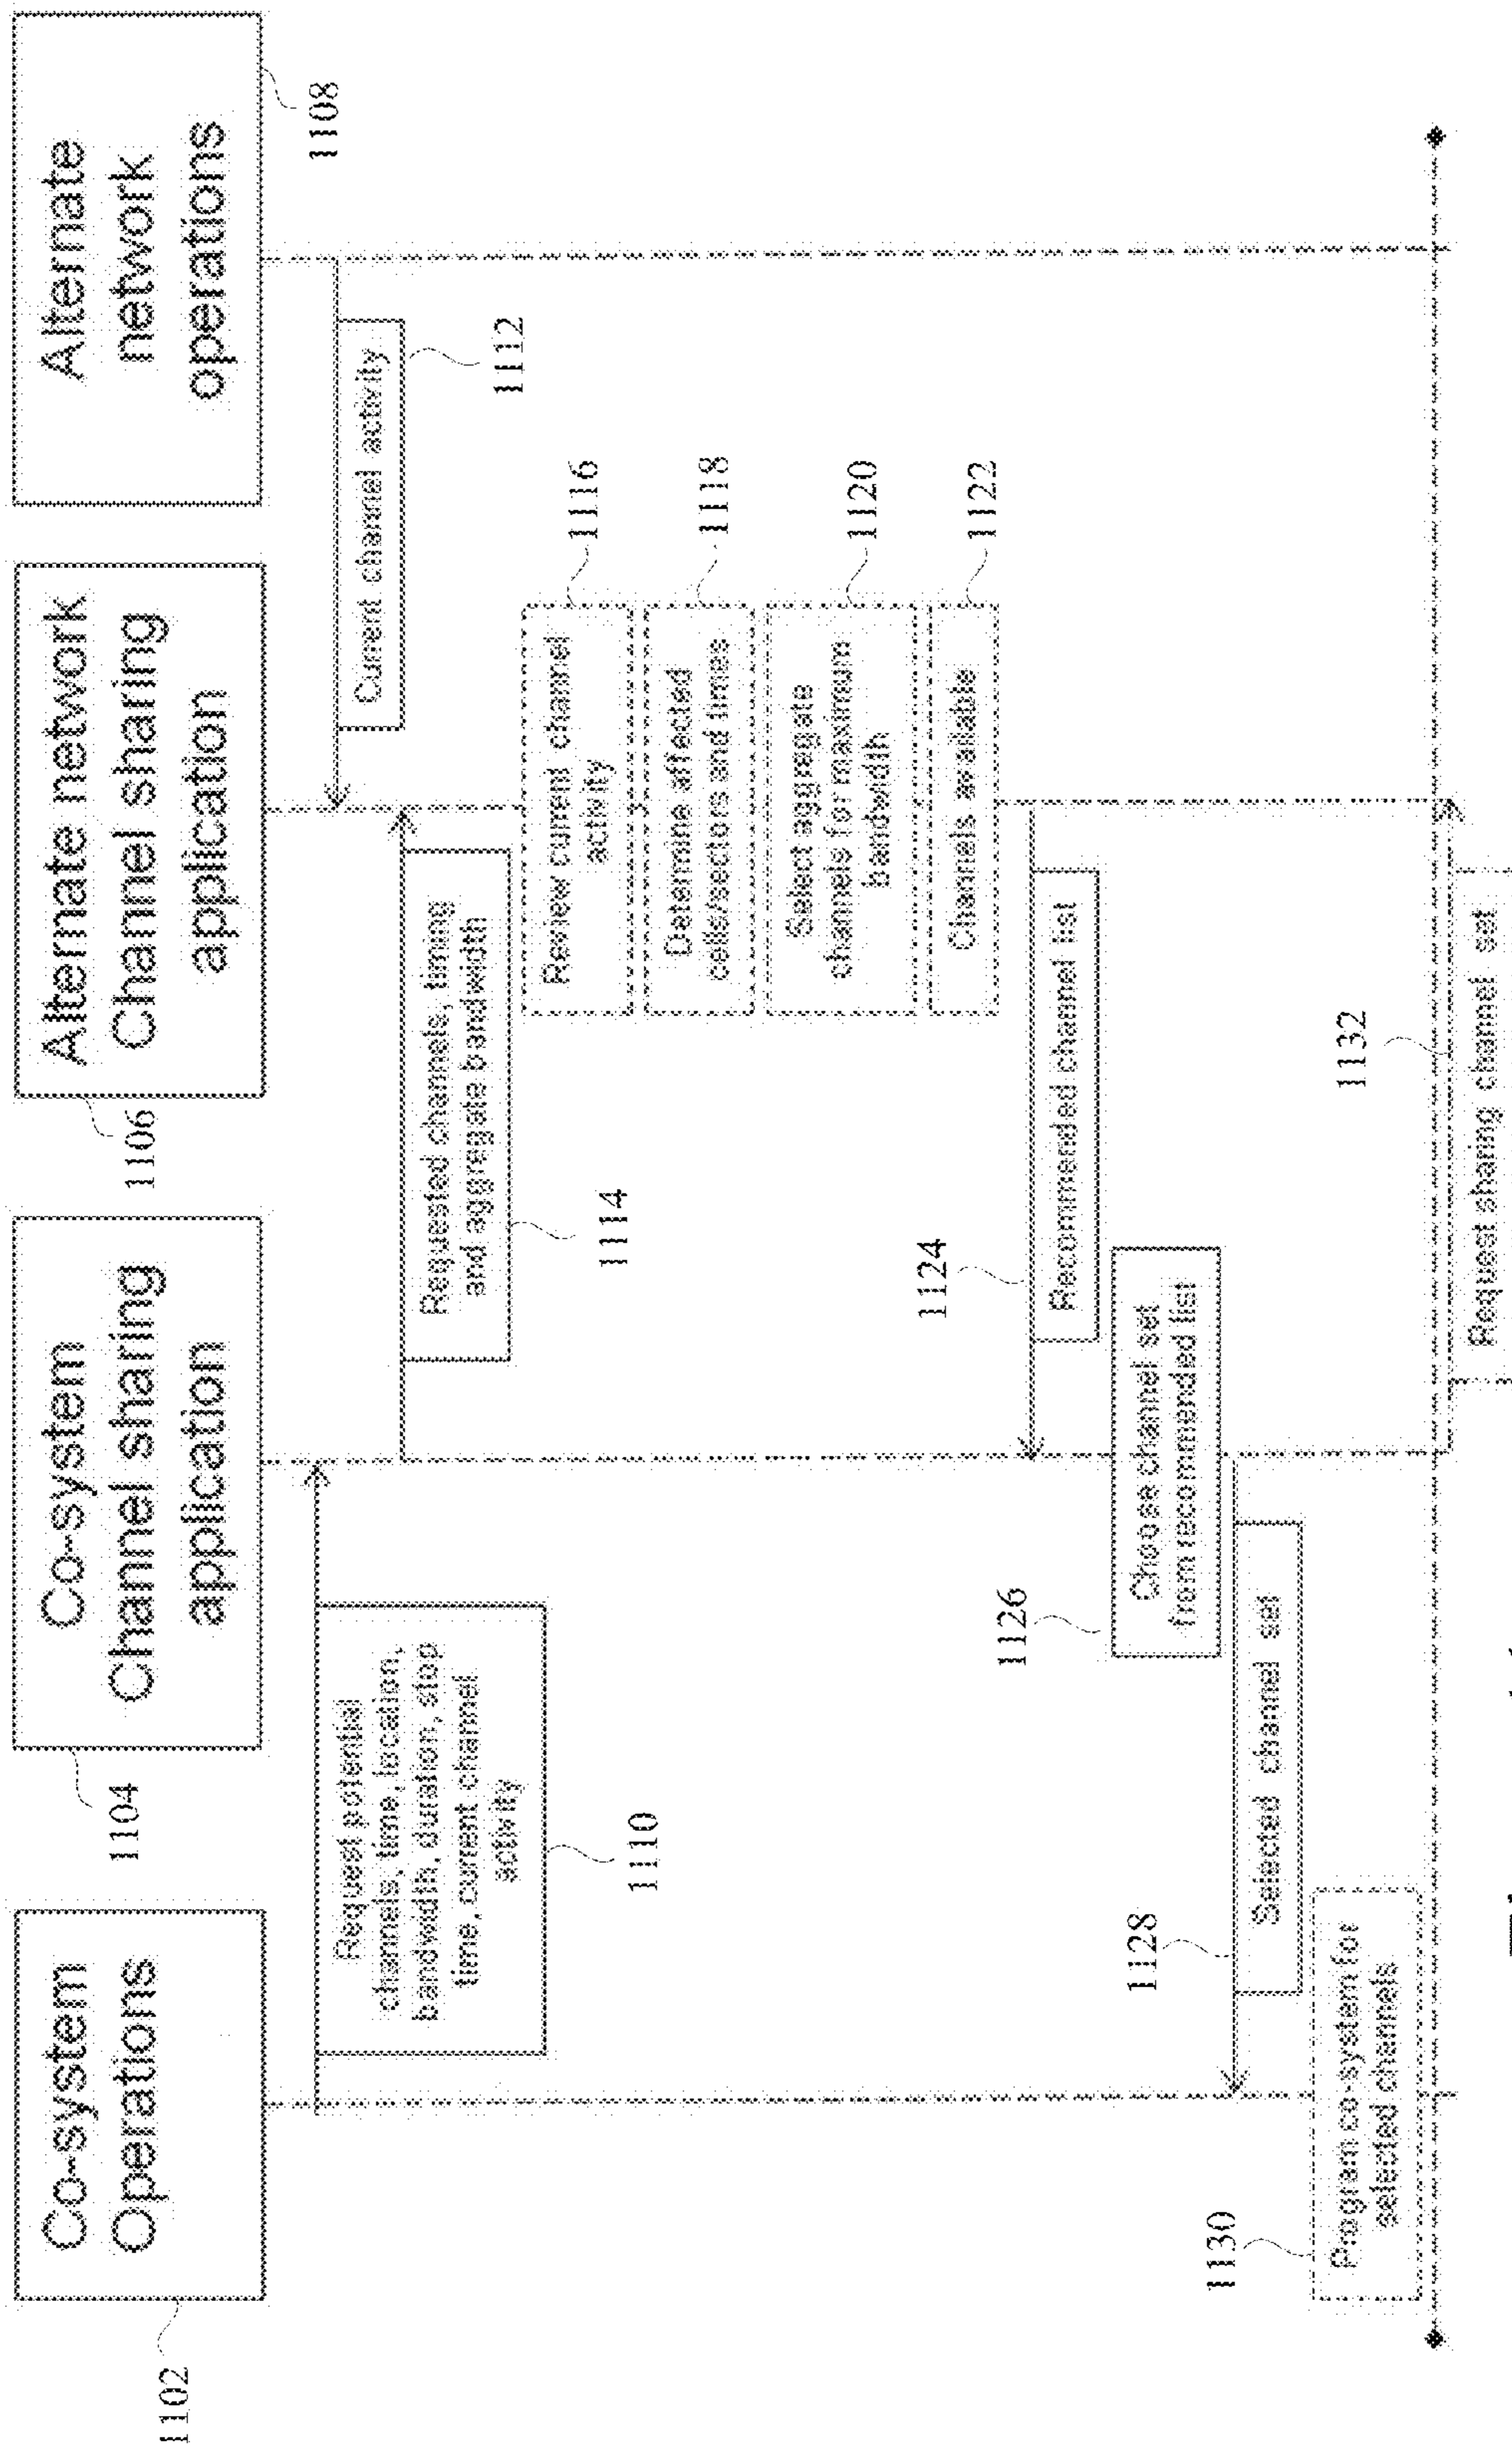 Co-system
Operations
1102
Co-system
Channel sharing
application
1104
Alternate network
Channel sharing
application
1106
Alternate
network
operations
1108
Request potential
channels, time, location,
bandwidth, duration, stop
time, current channel
activity
1110
Current channel activity
1112
Requested channels, timing
and aggregate bandwidth
1114
Review current channel
activity
1116
Determine affected
cells/sectors and times
1118
Select aggregate
channels for maximum
bandwidth
1120
Channels available
1122
1124
Recommended channel list
1126
Choose channel set
from recommended list
1128
Selected channel set
1130
Program co-system for
selected channels
1132
Request sharing channel set